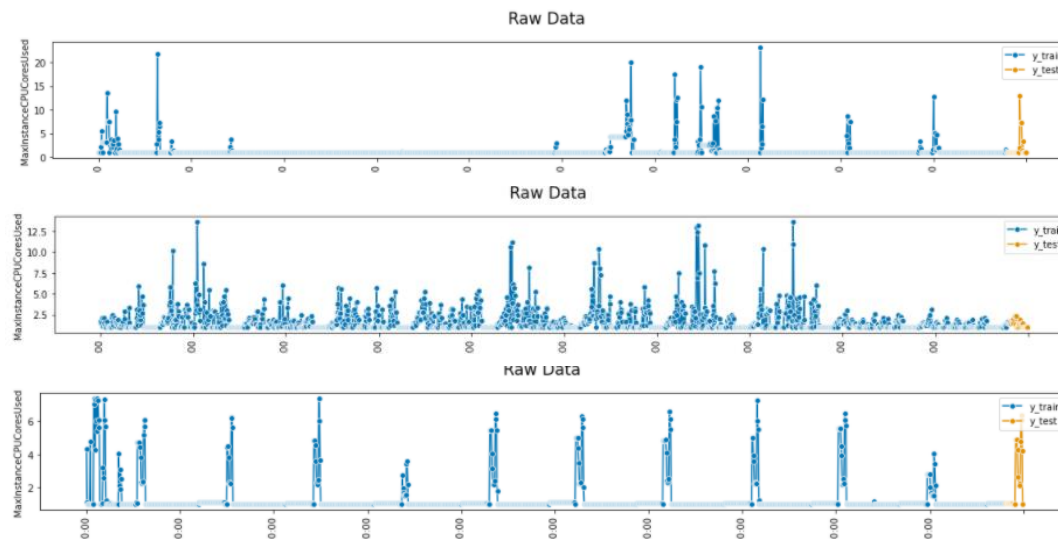 Raw Data
MaxInstanceCPUCoresUsed
20
15
10
5
0
y_trai
y_test
0 0 0 0 0 0 0 0 0 0
Raw Data
MaxInstanceCPUCoresUsed
12.5
10.0
7.5
5.0
2.5
y_trai
y_test
00 00 00 00 00 00 00 00 00 00
Raw Data
MaxInstanceCPUCoresUsed
6
4
2
y_train
y_test
0.00 0.00 0.00 0.00 0.00 0.00 0.00 0.00 0.00 0.00